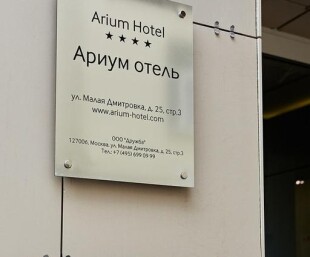 Arium Hotel
★★★★
Ариум отель
ул. Малая Дмитровка, д. 25, стр.3
www.arium-hotel.com
ООО "Дружба"
127006, Москва, ул. Малая Дмитровка, д. 25, стр.3
Тел.: +7 (495) 699 09 99